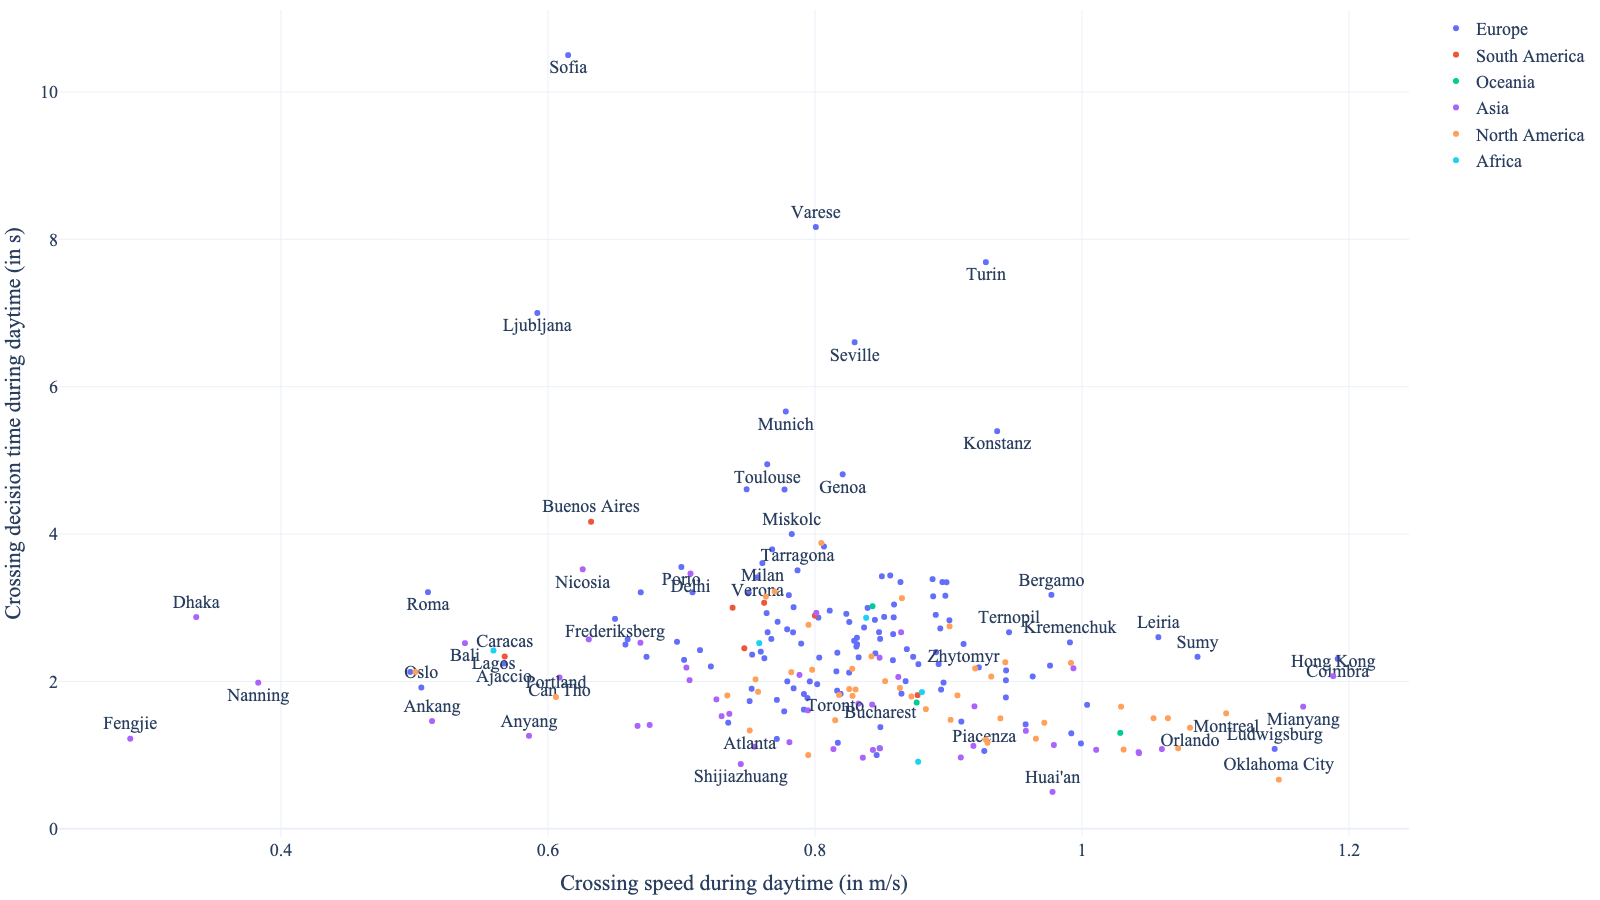 Europe
South America
Oceania
Asia
North America
Africa
Crossing decision time during daytime (in s)
10
8
6
4
2
0
Sofia
Varese
Turin
Ljubljana
Seville
Munich
Konstanz
Toulouse
Genoa
Buenos Aires
Miskolc
Tarragona
Nicosia
Porto
Delhi
Milan
Verona
Bergamo
Dhaka
Roma
Frederiksberg
Ternopil
Kremenchuk
Leiria
Sumy
Caracas
Bali
Lagos
Ajaccio
Oslo
Portland
Can Tho
Zhytomyr
Hong Kong
Coimbra
Nanning
Ankang
Toronto
Bucharest
Mianyang
Fengjie
Anyang
Atlanta
Piacenza
Montreal
Ludwigsburg
Orlando
Shijiazhuang
Huai'an
Oklahoma City
0.4
0.6
0.8
1
1.2
Crossing speed during daytime (in m/s)